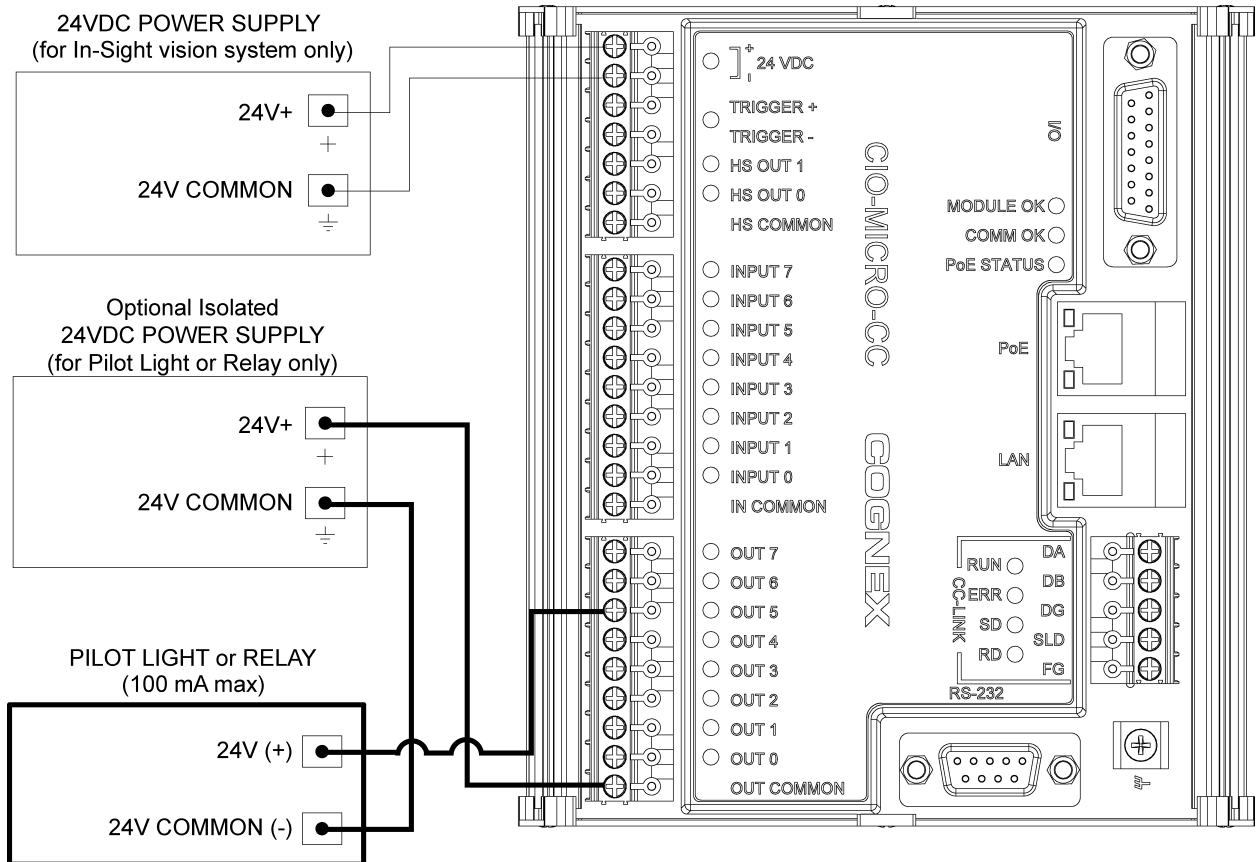 24VDC POWER SUPPLY
(for In-Sight vision system only)
24V+
24V COMMON
Optional Isolated
24VDC POWER SUPPLY
(for Pilot Light or Relay only)
24V+
24V COMMON
PILOT LIGHT or RELAY
(100 mA max)
24V (+)
24V COMMON (-)
+
-
24 VDC
TRIGGER +
TRIGGER -
HS OUT 1
HS OUT 0
HS COMMON
INPUT 7
INPUT 6
INPUT 5
INPUT 4
INPUT 3
INPUT 2
INPUT 1
INPUT 0
IN COMMON
OUT 7
OUT 6
OUT 5
OUT 4
OUT 3
OUT 2
OUT 1
OUT 0
OUT COMMON
CIO-MICRO-CC
COGNEX
I/O
MODULE OK
COMM OK
PoE STATUS
PoE
LAN
CC-LINK
RUN
ERR
SD
RD
DA
DB
DG
SLD
FG
RS-232